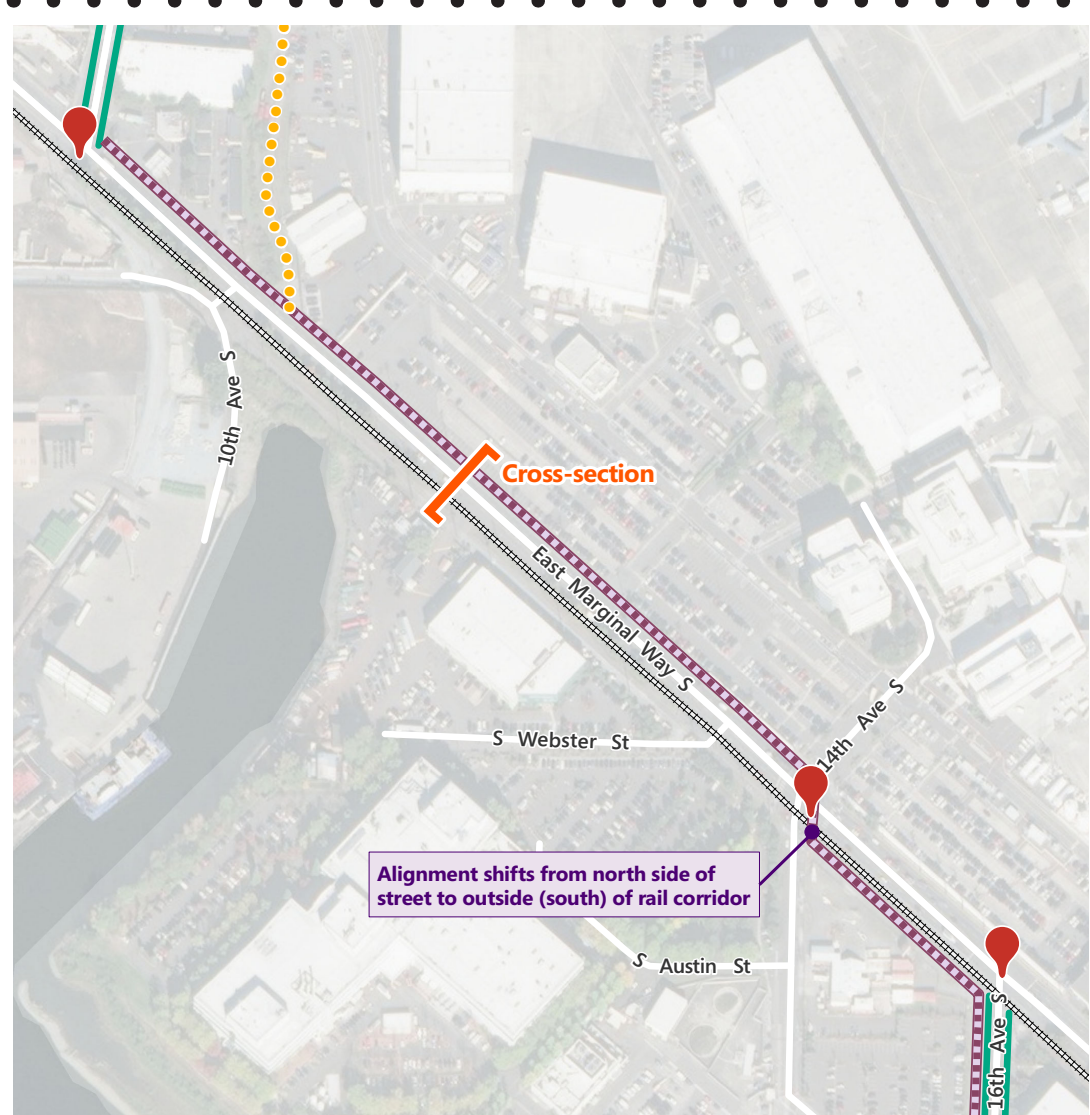 10th Ave S
Cross-section
East Marginal Way S
14th Ave S
S Webster St
Alignment shifts from north side of
street to outside (south) of rail corridor
S Austin St
16th Ave S